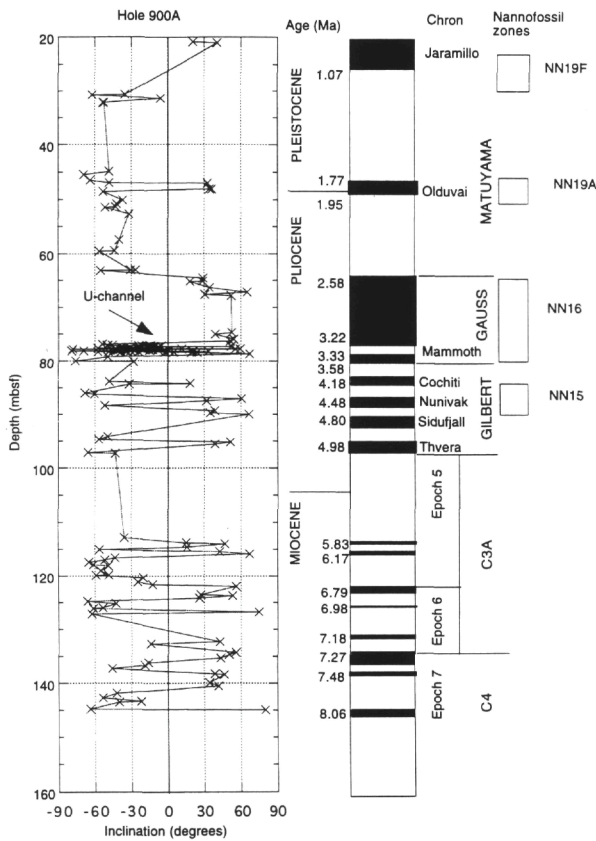 Hole 900A
Age (Ma)
Chron
Nannofossil
zones
20
40
60
80
100
120
140
160
Depth (mbsf)
-90
-60
-30
0
30
60
90
Inclination (degrees)
U-channel
PLEISTOCENE
PLIOCENE
MIOCENE
1.07
1.77
1.95
2.58
3.22
3.33
3.58
4.18
4.48
4.80
4.98
5.83
6.17
6.79
6.98
7.18
7.27
7.48
8.06
Jaramillo
Olduvai
Mammoth
Cochiti
Nunivak
Sidufjall
Thvera
MATUYAMA
GAUSS
GILBERT
Epoch 5
Epoch 6
Epoch 7
C3A
C4
NN19F
NN19A
NN16
NN15